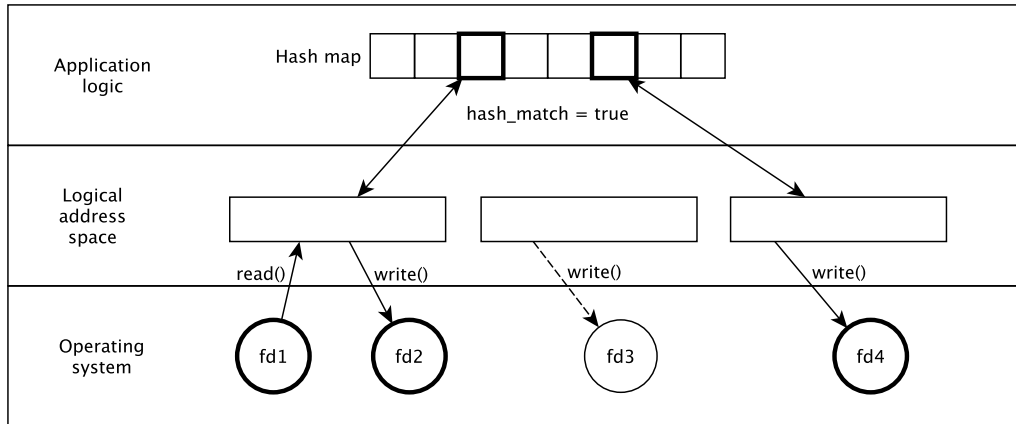 Application
logic
Hash map
hash_match = true
Logical
address
space
read()
write()
write()
write()
Operating
system
fd1
fd2
fd3
fd4